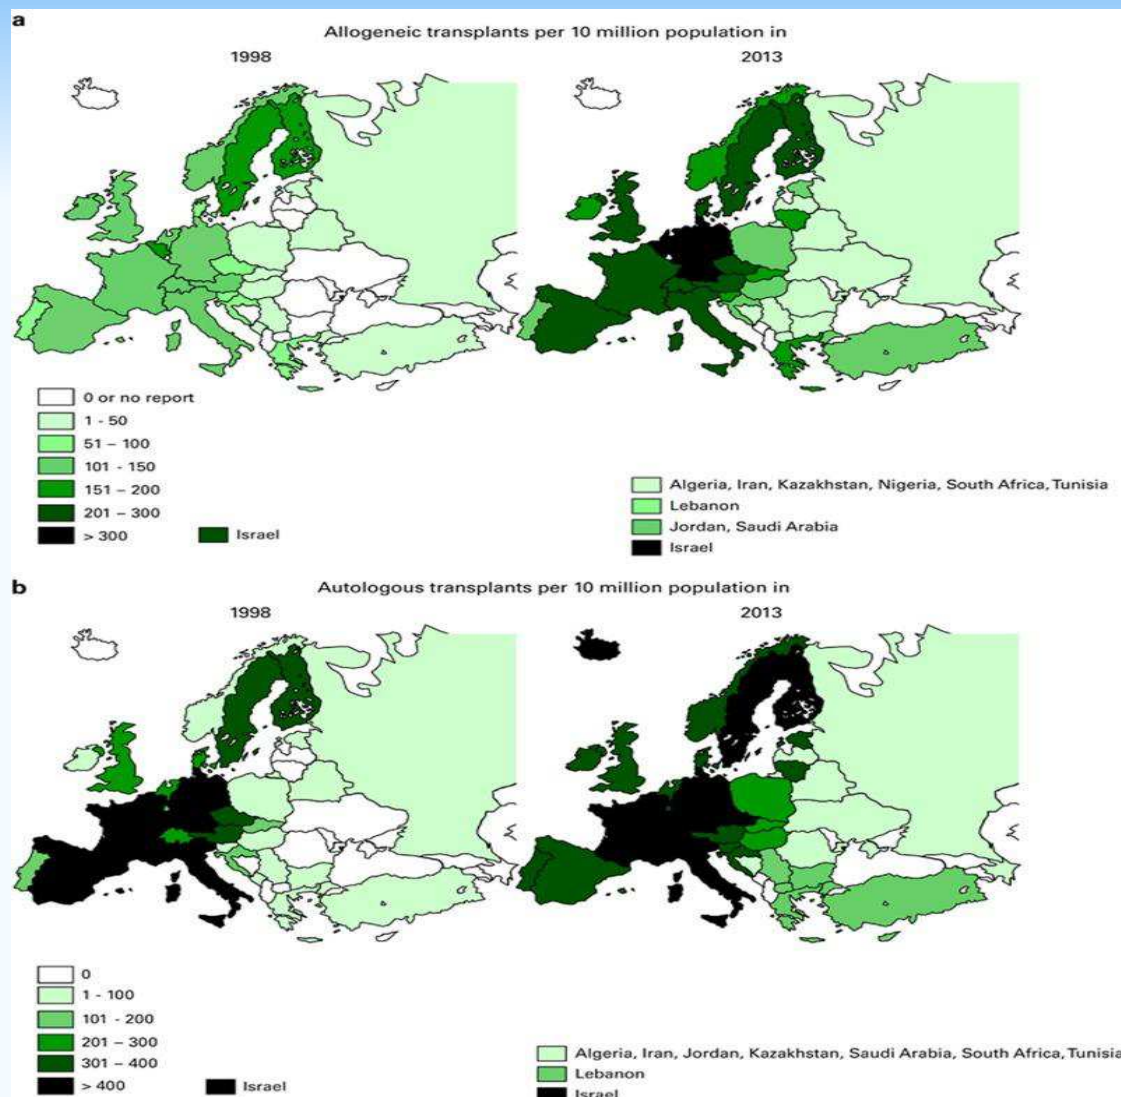 a
Allogeneic transplants per 10 million population in
1998
2013
0 or no report
1 - 50
51 – 100
101 - 150
151 – 200
201 – 300
> 300
Israel
Algeria, Iran, Kazakhstan, Nigeria, South Africa, Tunisia
Lebanon
Jordan, Saudi Arabia
Israel
b
Autologous transplants per 10 million population in
1998
2013
0
1 - 100
101 - 200
201 – 300
301 – 400
> 400
Israel
Algeria, Iran, Jordan, Kazakhstan, Saudi Arabia, South Africa, Tunisia
Lebanon
Israel